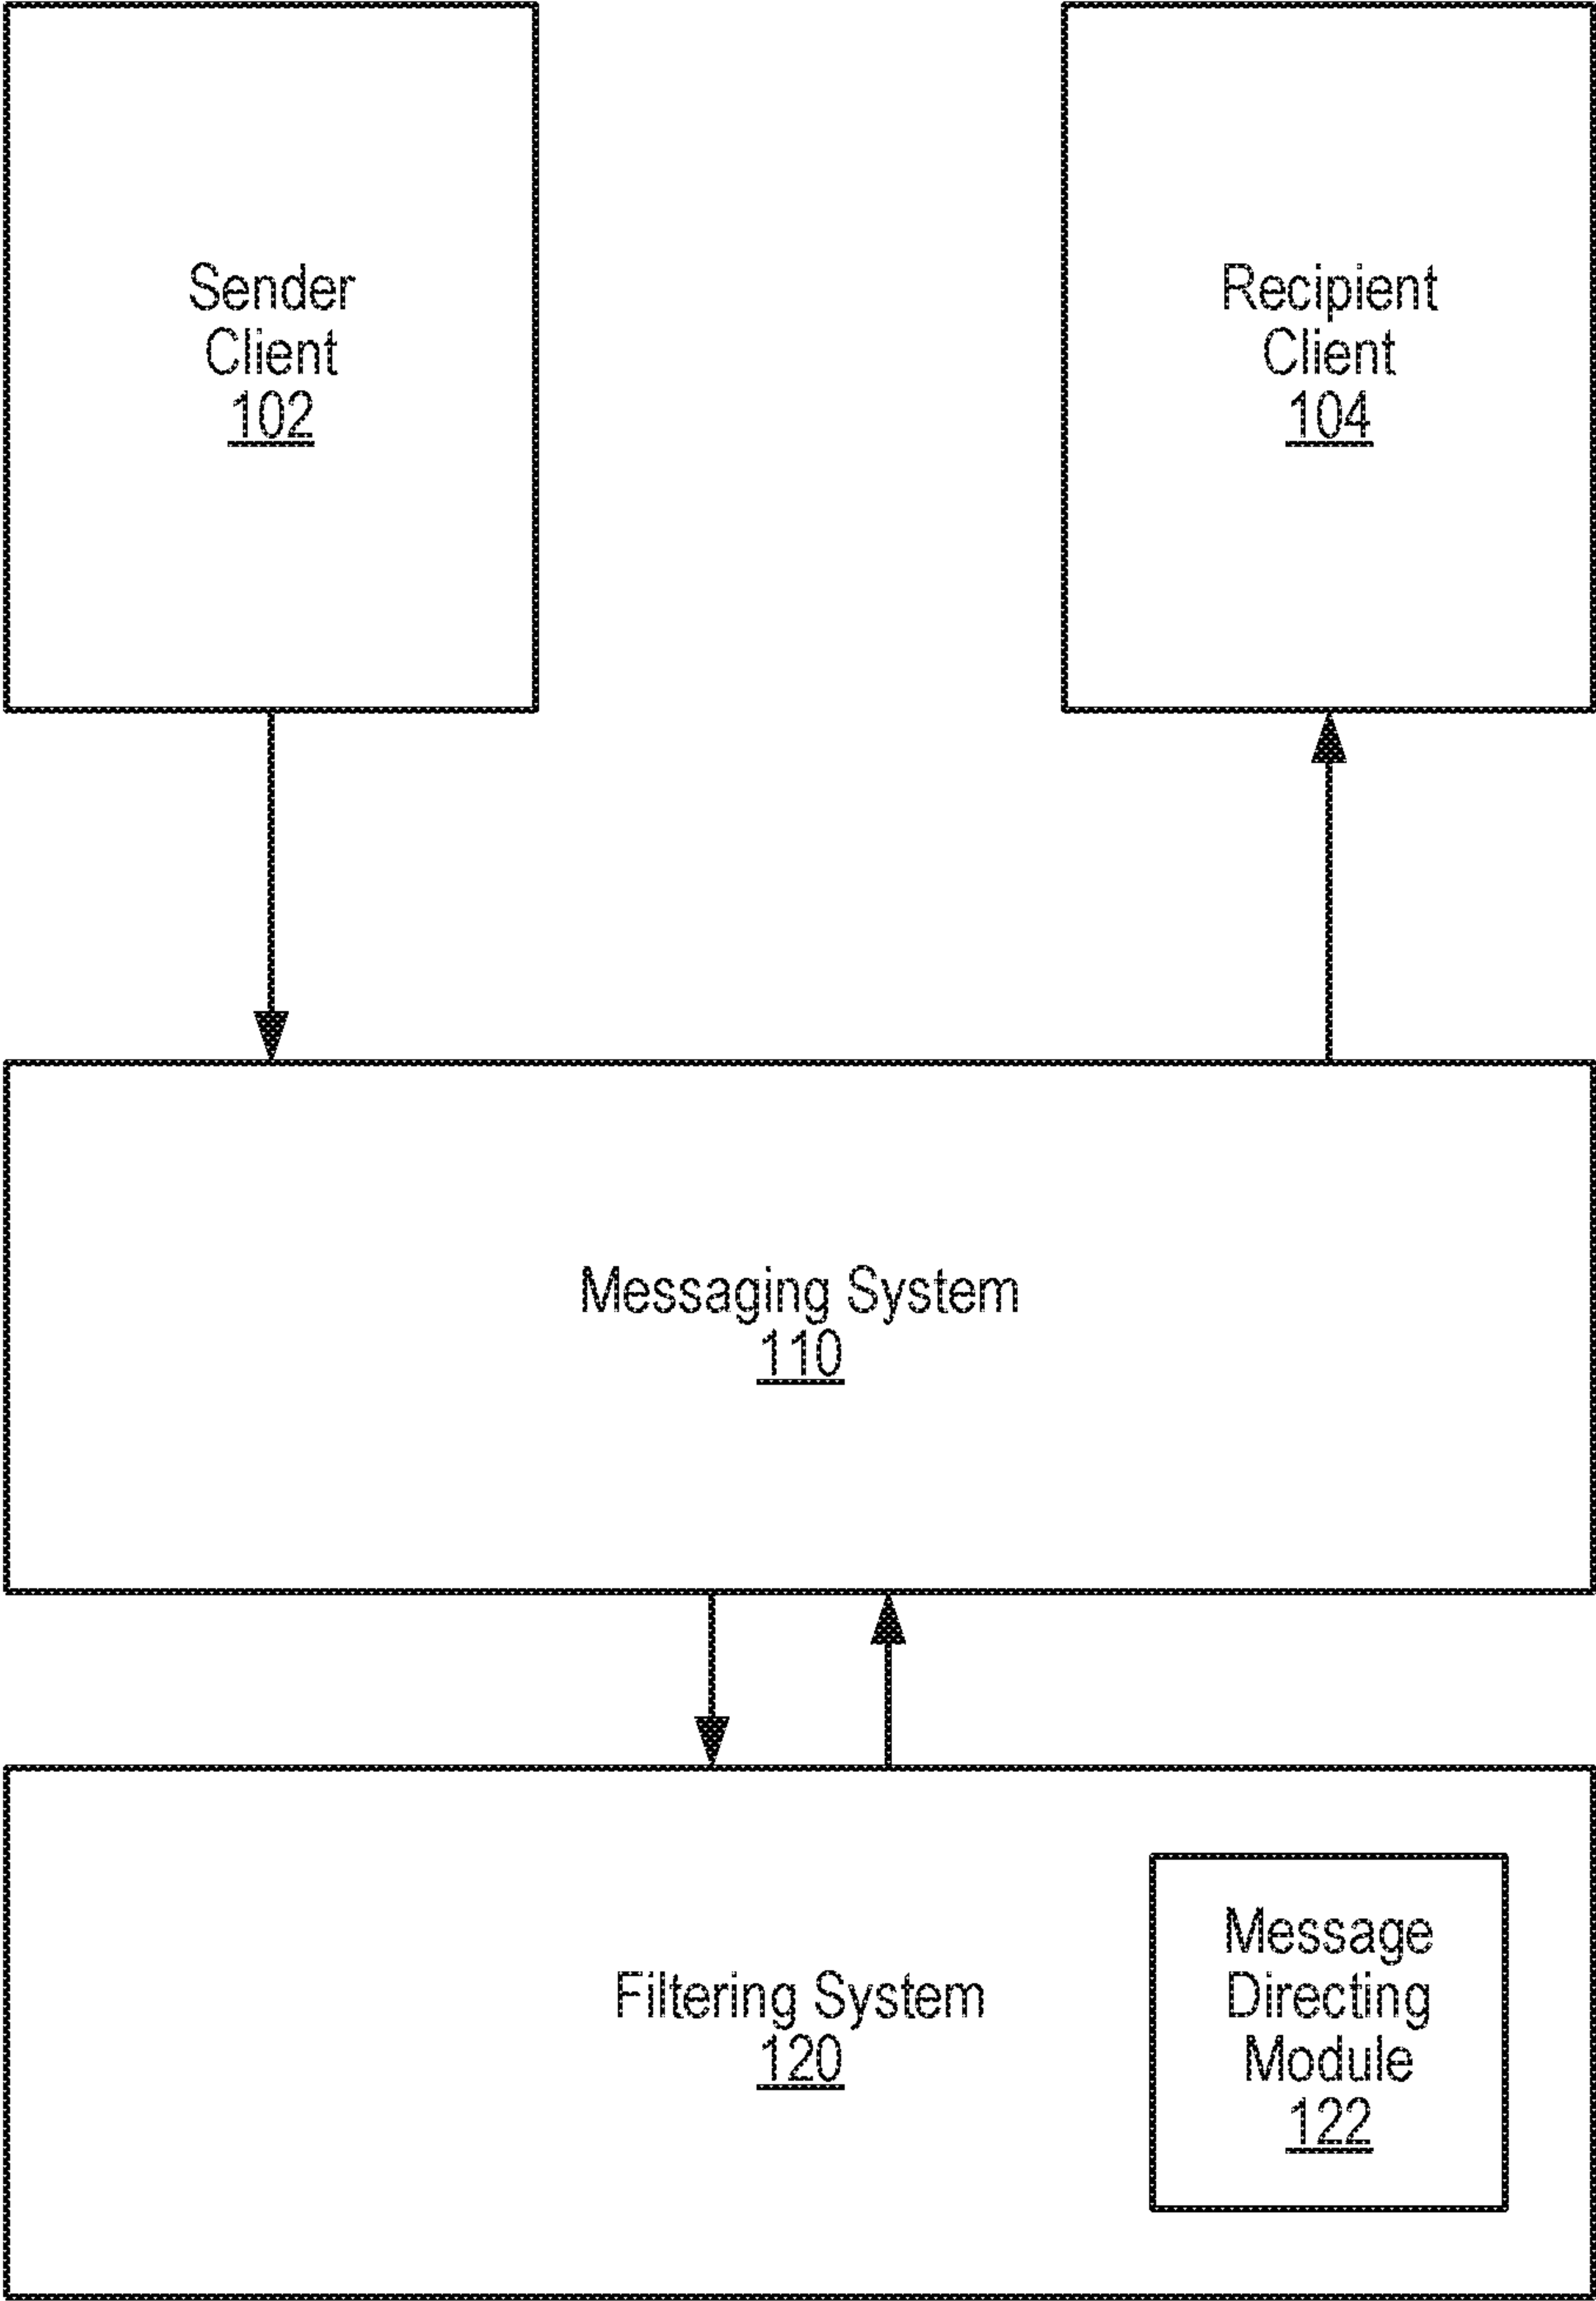 Sender
Client
102
Recipient
Client
104
Messaging System
110
Filtering System
120
Message
Directing
Module
122